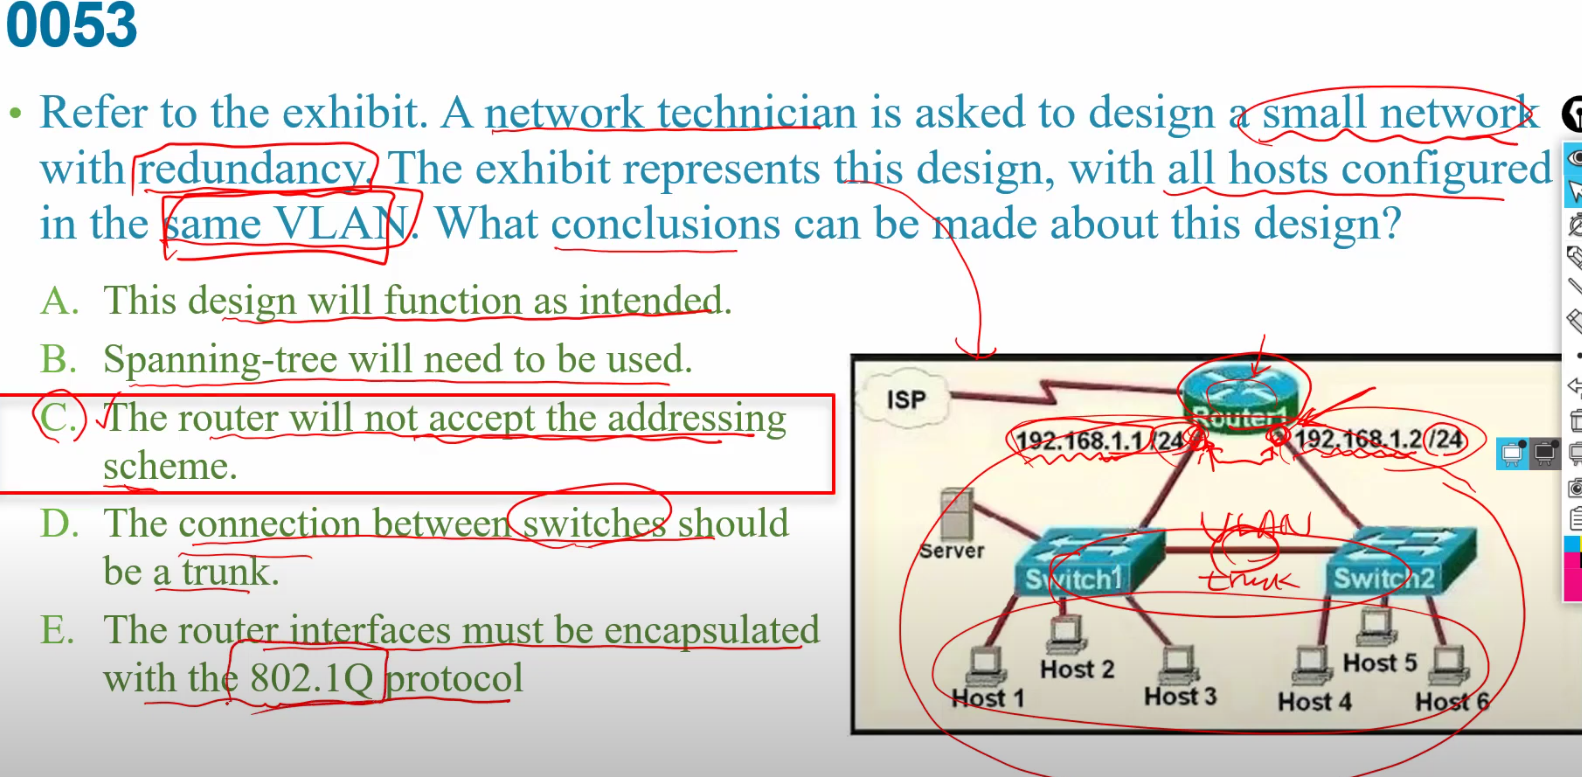 0053
• Refer to the exhibit. A network technician is asked to design a small network
with redundancy. The exhibit represents this design, with all hosts configured
in the same VLAN. What conclusions can be made about this design?
A. This design will function as intended.
B. Spanning-tree will need to be used.
C. The router will not accept the addressing
scheme.
D. The connection between switches should
be a trunk.
E. The router interfaces must be encapsulated
with the 802.1Q protocol
ISP
Router1
192.168.1.1 /24
192.168.1.2 /24
VLAN
Server
Switch1
trunk
Switch2
Host 2
Host 5
Host 1
Host 3
Host 4
Host 6